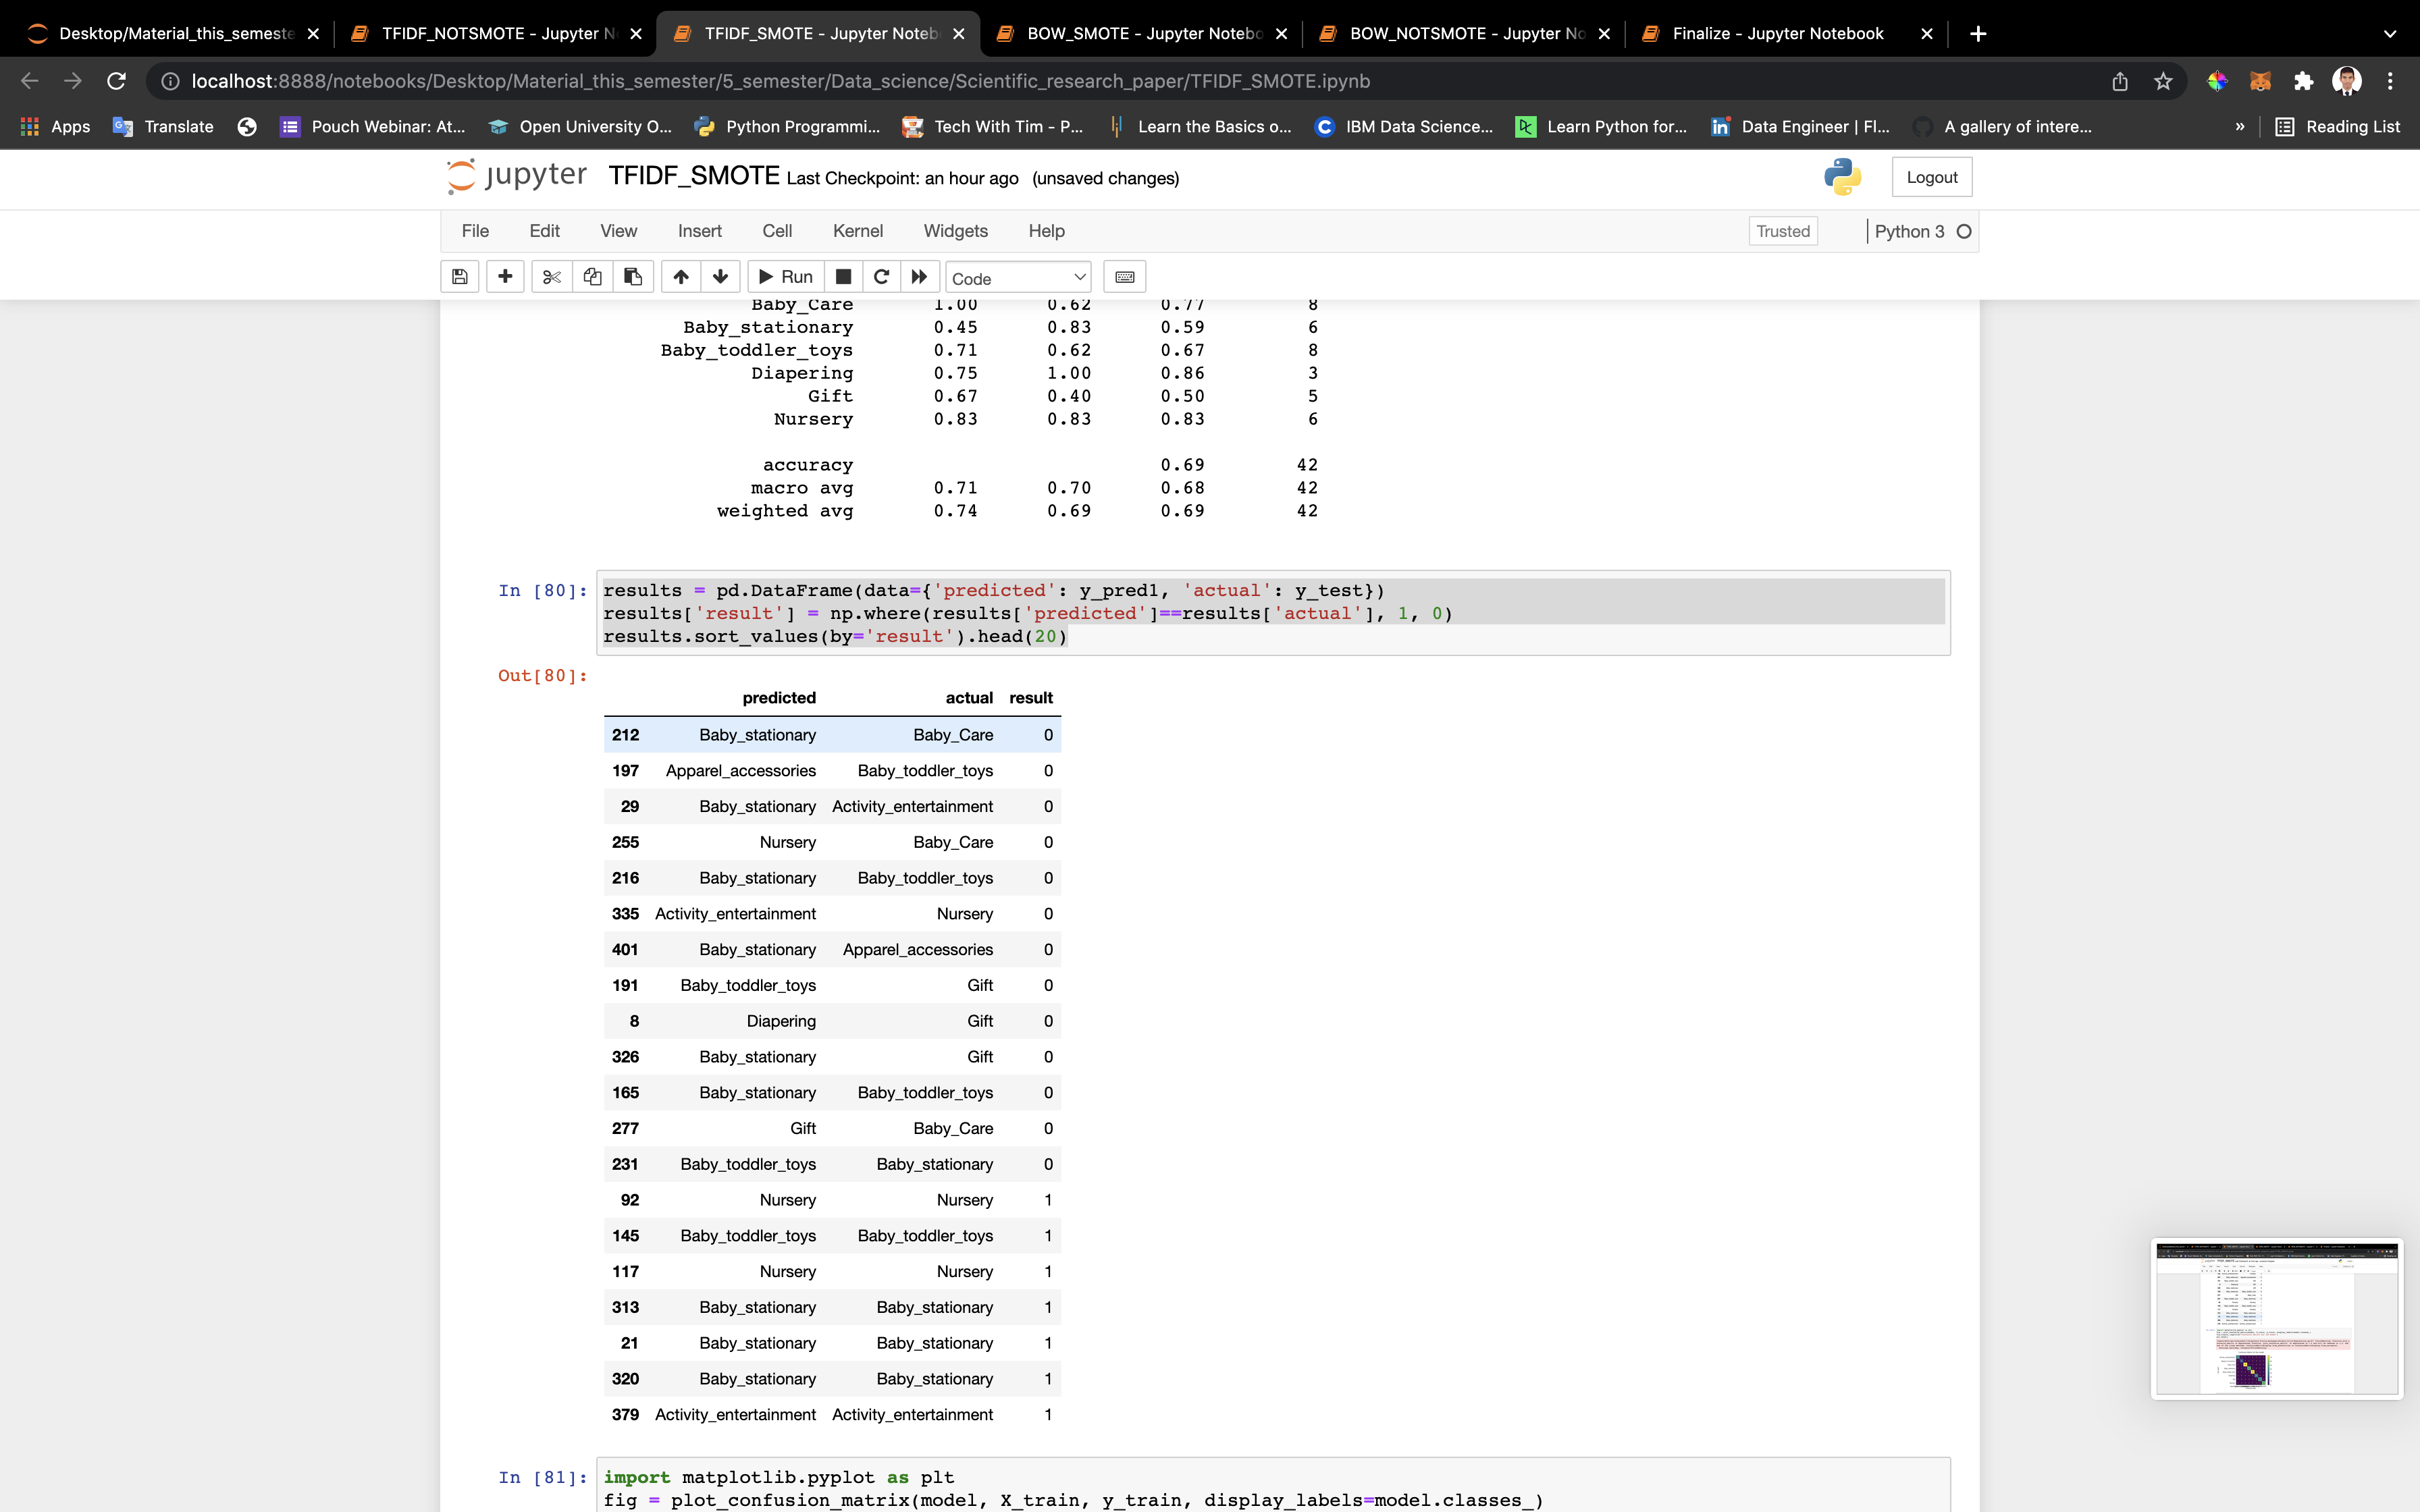 Desktop/Material_this_semeste
TFIDF_NOTSMOTE - Jupyter N
TFIDF_SMOTE - Jupyter Noteb
BOW_SMOTE - Jupyter Notebo
BOW_NOTSMOTE - Jupyter No
Finalize - Jupyter Notebook
localhost:8888/notebooks/Desktop/Material_this_semester/5_semester/Data_science/Scientific_research_paper/TFIDF_SMOTE.ipynb
Apps Translate Pouch Webinar: At... Open University O... Python Programmi... Tech With Tim - P... Learn the Basics o... IBM Data Science... Learn Python for... Data Engineer | Fl... A gallery of intere... » Reading List
jupyter TFIDF_SMOTE Last Checkpoint: an hour ago (unsaved changes) Logout
File Edit View Insert Cell Kernel Widgets Help Trusted Python 3
Run Code
Baby_Care 1.00 0.62 0.77 8
Baby_stationary 0.45 0.83 0.59 6
Baby_toddler_toys 0.71 0.62 0.67 8
Diapering 0.75 1.00 0.86 3
Gift 0.67 0.40 0.50 5
Nursery 0.83 0.83 0.83 6
accuracy 0.69 42
macro avg 0.71 0.70 0.68 42
weighted avg 0.74 0.69 0.69 42
In [80]: results = pd.DataFrame(data={'predicted': y_pred1, 'actual': y_test})
results['result'] = np.where(results['predicted']==results['actual'], 1, 0)
results.sort_values(by='result').head(20)
Out[80]:
predicted actual result
212 Baby_stationary Baby_Care 0
197 Apparel_accessories Baby_toddler_toys 0
29 Baby_stationary Activity_entertainment 0
255 Nursery Baby_Care 0
216 Baby_stationary Baby_toddler_toys 0
335 Activity_entertainment Nursery 0
401 Baby_stationary Apparel_accessories 0
191 Baby_toddler_toys Gift 0
8 Diapering Gift 0
326 Baby_stationary Gift 0
165 Baby_stationary Baby_toddler_toys 0
277 Gift Baby_Care 0
231 Baby_toddler_toys Baby_stationary 0
92 Nursery Nursery 1
145 Baby_toddler_toys Baby_toddler_toys 1
117 Nursery Nursery 1
313 Baby_stationary Baby_stationary 1
21 Baby_stationary Baby_stationary 1
320 Baby_stationary Baby_stationary 1
379 Activity_entertainment Activity_entertainment 1
In [81]: import matplotlib.pyplot as plt
fig = plot_confusion_matrix(model, X_train, y_train, display_labels=model.classes_)